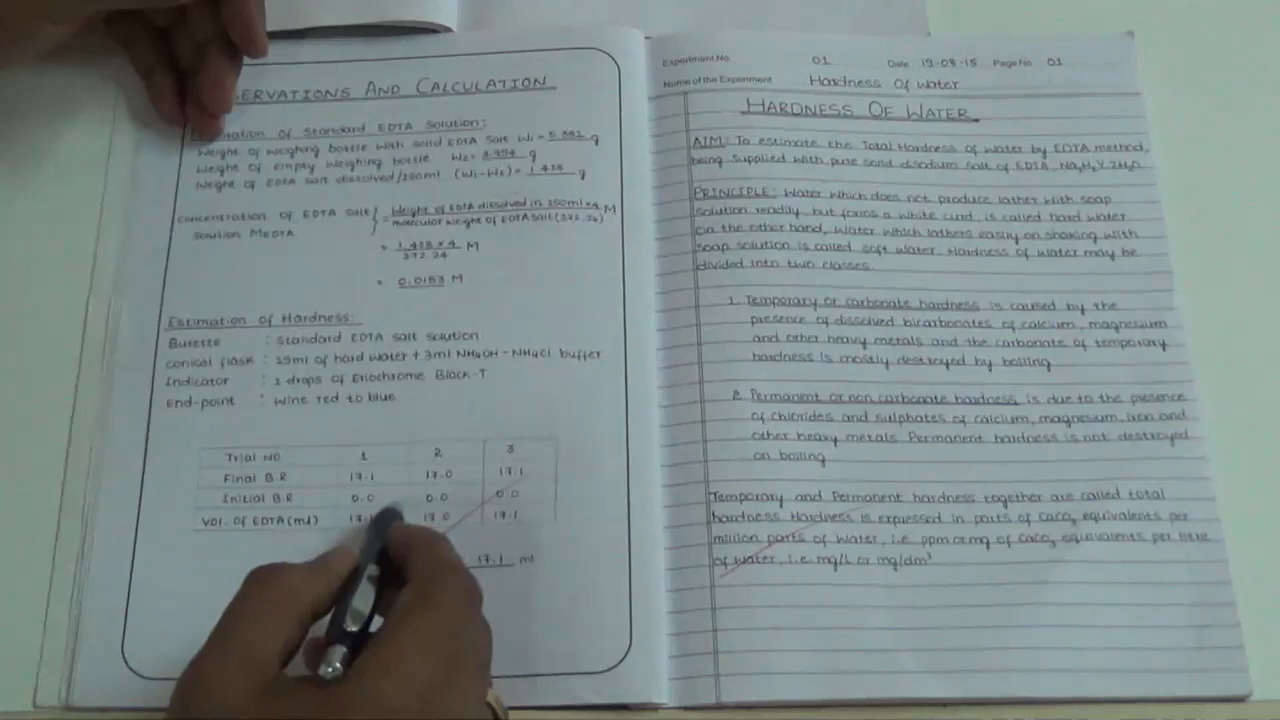 SERVATIONS AND CALCULATION
ration of Standard EDTA Solution:
Weight of weighing bottle with solid EDTA salt W1 = 5.392 g
Weight of empty weighing bottle W2 = 3.954 g
Weight of EDTA salt dissolved/250ml (W1-W2) = 1.438 g
Concentration of EDTA salt } = Weight of EDTA dissolved in 250ml×4 M
solution MEDTA molecular weight of EDTA salt (372.24)
= 1.438×4 M
372.24
= 0.0153 M
Estimation of Hardness:
Burette : Standard EDTA salt solution
Conical flask : 25ml of hard water + 3ml NH4OH-NH4Cl buffer
Indicator : 2 drops of Eriochrome Black-T
End-point : Wine red to blue
Trial NO 1 2 3
Final B.R 17.1 17.0 17.1
Initial B.R 0.0 0.0 0.0
Vol. Of EDTA(ml) 17.1 17.0 17.1
17.1 ml
Experiment No 01 Date 19-09-15 Page No 01
Name of the Experiment Hardness Of Water
HARDNESS OF WATER
AIM: To estimate the Total Hardness of water by EDTA method,
being supplied with pure solid disodium salt of EDTA, Na2H2Y.2H2O.
PRINCIPLE: Water which does not produce lather with soap
solution readily, but forms a white curd, is called hard water
on the other hand, water which lathers easily on shaking with
soap solution is called soft water. Hardness of water may be
divided into two classes.
1. Temporary or carbonate hardness is caused by the
presence of dissolved bicarbonates of calcium, magnesium
and other heavy metals and the carbonate of temporary
hardness is mostly destroyed by boiling
2. Permanent or non carbonate hardness is due to the presence
of chlorides and sulphates of calcium, magnesium, iron and
other heavy metals Permanent hardness is not destroyed
on boiling
Temporary and Permanent hardness together are called total
hardness Hardness is expressed in parts of CaCO3 equivalents per
million parts of water, i.e ppm or mg of CaCO3 equivalents per litre
of water, i.e. mg/L or mg/dm³